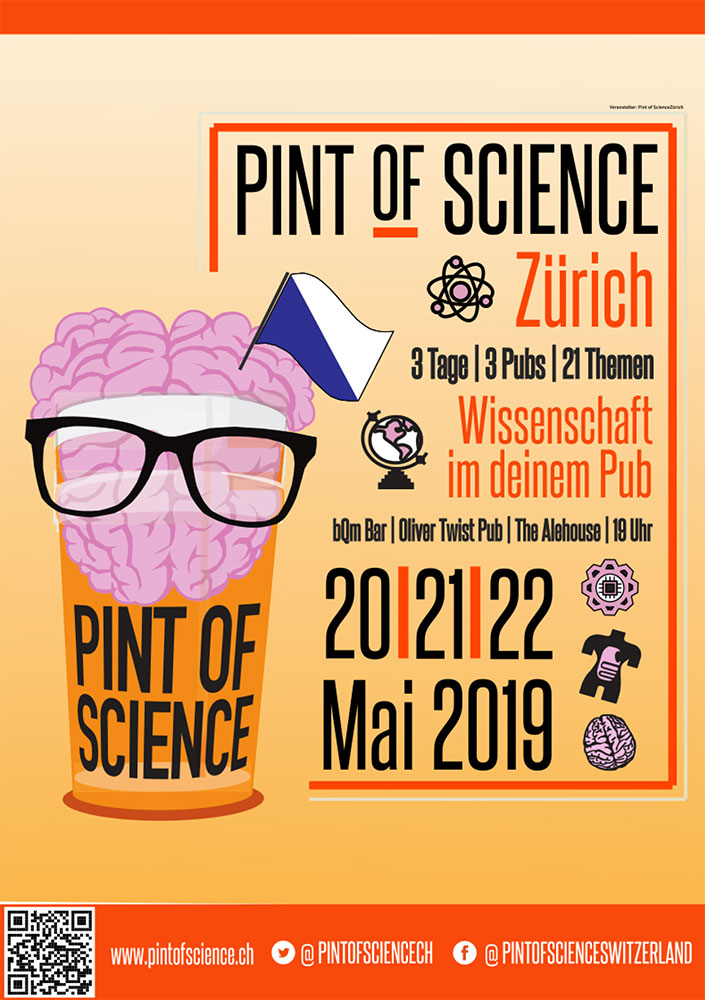 Veranstalter: Pint of ScienceZürich
PINT OF SCIENCE
Zürich
3 Tage | 3 Pubs | 21 Themen
Wissenschaft
im deinem Pub
bQm Bar | Oliver Twist Pub | The Alehouse | 19 Uhr
20|21|22
Mai 2019
PINT OF
SCIENCE
www.pintofscience.ch @PINTOFSCIENCECH @PINTOFSCIENCESWITZERLAND